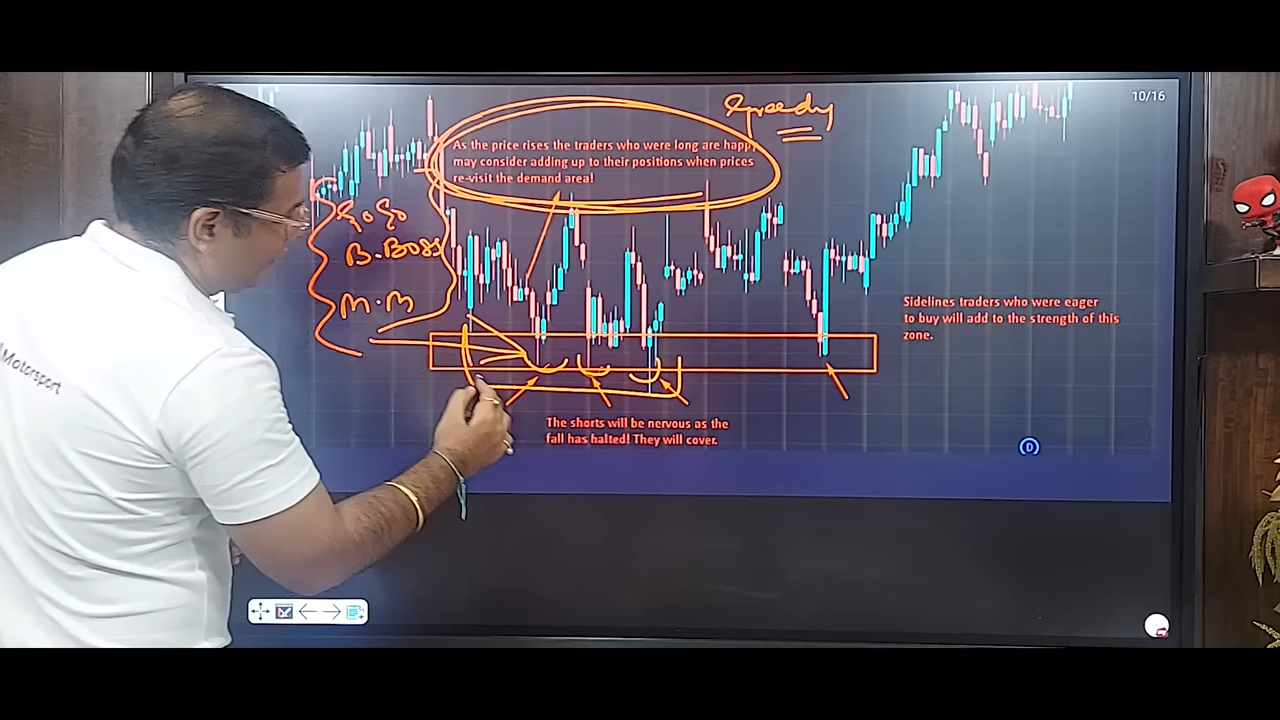 10/16
Greedy
As the price rises the traders who were long are happ
may consider adding up to their positions when prices
re-visit the demand area!
B.Boss
M.M
Sidelines traders who were eager
to buy will add to the strength of this
zone.
The shorts will be nervous as the
fall has halted! They will cover.
D
Motorsport